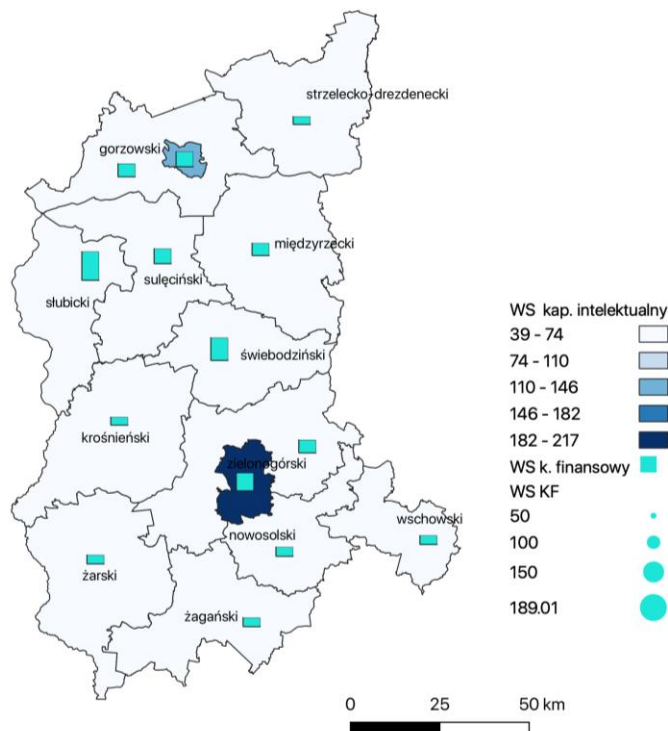 strzelecko-drezdenecki
gorzowski
międzyrzecki
sulęciński
słubicki
świebodziński
krośnieński
zielonogórski
wschowski
nowosolski
żarski
żagański
WS kap. intelektualny
39 - 74
74 - 110
110 - 146
146 - 182
182 - 217
WS k. finansowy
WS KF
50
100
150
189.01
0 25 50 km